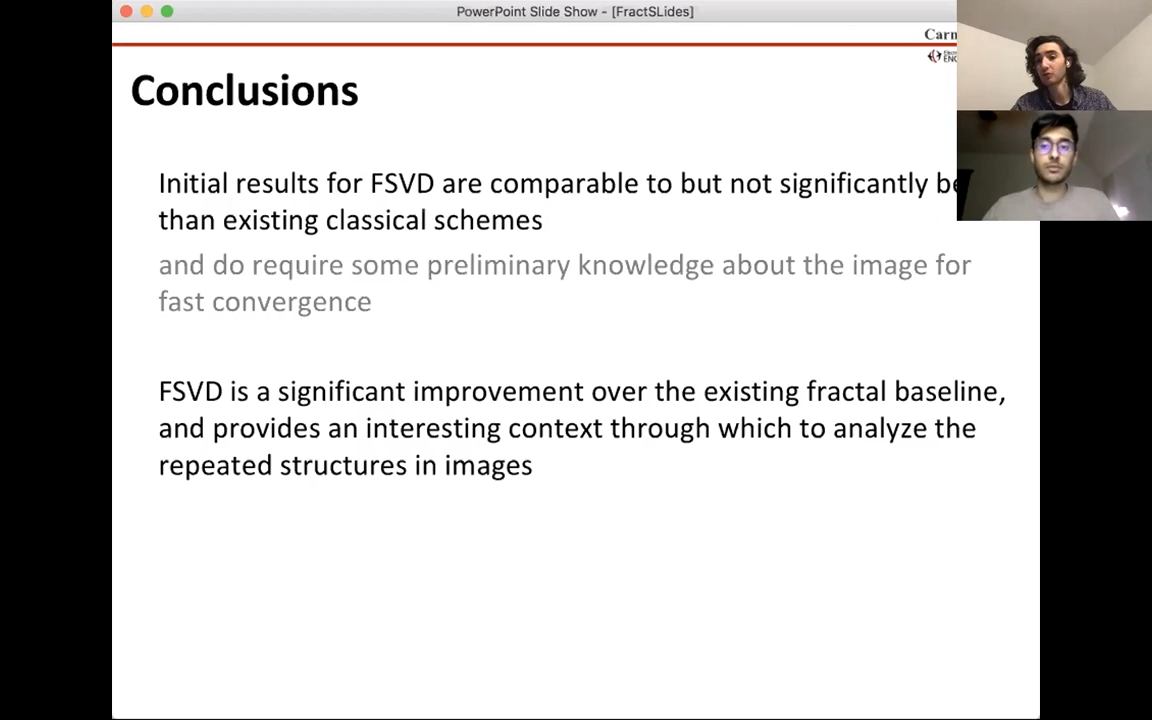 PowerPoint Slide Show - [FractSLides]
Conclusions
Initial results for FSVD are comparable to but not significantly
than existing classical schemes
and do require some preliminary knowledge about the image for
fast convergence
FSVD is a significant improvement over the existing fractal baseline,
and provides an interesting context through which to analyze the
repeated structures in images